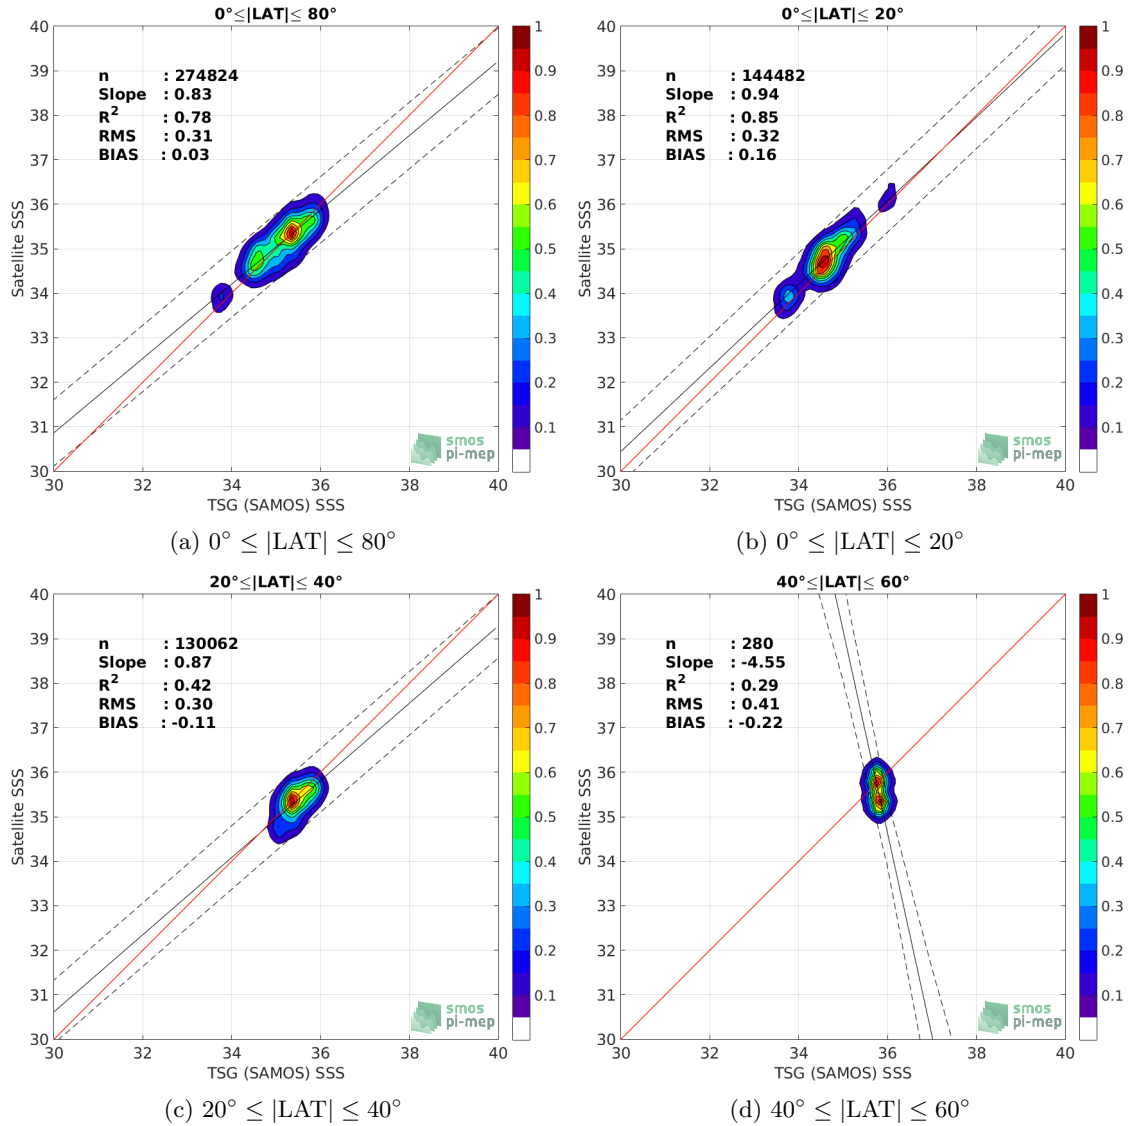 0°≤|LAT|≤ 80°
40
39
38
37
36
35
34
33
32
31
30
Satellite SSS
n : 274824
Slope : 0.83
R² : 0.78
RMS : 0.31
BIAS : 0.03
smos
pi-mep
30 32 34 36 38 40
TSG (SAMOS) SSS
1
0.9
0.8
0.7
0.6
0.5
0.4
0.3
0.2
0.1
(a) 0° ≤ |LAT| ≤ 80°
0°≤|LAT|≤ 20°
40
39
38
37
36
35
34
33
32
31
30
Satellite SSS
n : 144482
Slope : 0.94
R² : 0.85
RMS : 0.32
BIAS : 0.16
smos
pi-mep
30 32 34 36 38 40
TSG (SAMOS) SSS
1
0.9
0.8
0.7
0.6
0.5
0.4
0.3
0.2
0.1
(b) 0° ≤ |LAT| ≤ 20°
20°≤|LAT|≤ 40°
40
39
38
37
36
35
34
33
32
31
30
Satellite SSS
n : 130062
Slope : 0.87
R² : 0.42
RMS : 0.30
BIAS : -0.11
smos
pi-mep
30 32 34 36 38 40
TSG (SAMOS) SSS
1
0.9
0.8
0.7
0.6
0.5
0.4
0.3
0.2
0.1
(c) 20° ≤ |LAT| ≤ 40°
40°≤|LAT|≤ 60°
40
39
38
37
36
35
34
33
32
31
30
Satellite SSS
n : 280
Slope : -4.55
R² : 0.29
RMS : 0.41
BIAS : -0.22
smos
pi-mep
30 32 34 36 38 40
TSG (SAMOS) SSS
1
0.9
0.8
0.7
0.6
0.5
0.4
0.3
0.2
0.1
(d) 40° ≤ |LAT| ≤ 60°